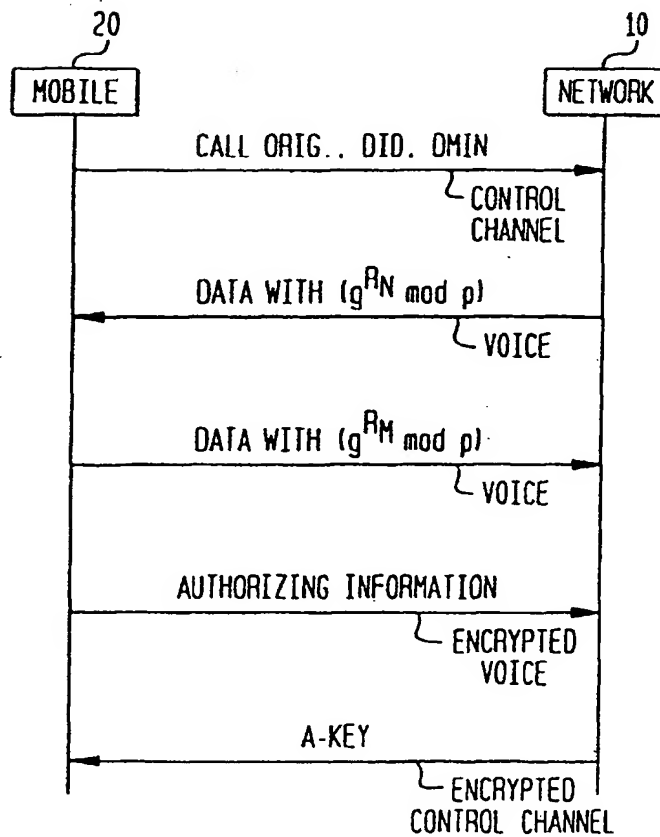 20
10
MOBILE
NETWORK
CALL ORIG.. DID. DMIN
CONTROL
CHANNEL
DATA WITH (g^RN mod p)
VOICE
DATA WITH (g^RM mod p)
VOICE
AUTHORIZING INFORMATION
ENCRYPTED
VOICE
A-KEY
ENCRYPTED
CONTROL CHANNEL